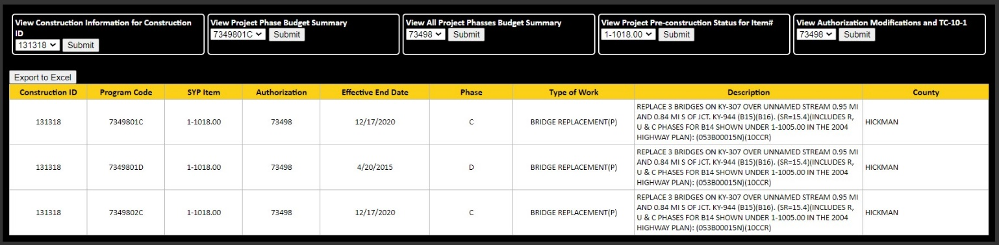 View Construction Information for Construction
ID
131318 Submit
View Project Phase Budget Summary
7349801C Submit
View All Project Phasses Budget Summary
73498 Submit
View Project Pre-construction Status for Item#
1-1018.00 Submit
View Authorization Modifications and TC-10-1
73498 Submit
Export to Excel
Construction ID Program Code SYP Item Authorization Effective End Date Phase Type of Work Description County
131318 7349801C 1-1018.00 73498 12/17/2020 C BRIDGE REPLACEMENT(P)
REPLACE 3 BRIDGES ON KY-307 OVER UNNAMED STREAM 0.95 MI
AND 0.84 MI S OF JCT. KY-944 (B15)(B16). (SR=15.4)(INCLUDES R,
U & C PHASES FOR B14 SHOWN UNDER 1-1005.00 IN THE 2004
HIGHWAY PLAN): (053B00015N)(10CCR)
HICKMAN
131318 7349801D 1-1018.00 73498 4/20/2015 D BRIDGE REPLACEMENT(P)
REPLACE 3 BRIDGES ON KY-307 OVER UNNAMED STREAM 0.95 MI
AND 0.84 MI S OF JCT. KY-944 (B15)(B16). (SR=15.4)(INCLUDES R,
U & C PHASES FOR B14 SHOWN UNDER 1-1005.00 IN THE 2004
HIGHWAY PLAN): (053B00015N)(10CCR)
HICKMAN
131318 7349802C 1-1018.00 73498 12/17/2020 C BRIDGE REPLACEMENT(P)
REPLACE 3 BRIDGES ON KY-307 OVER UNNAMED STREAM 0.95 MI
AND 0.84 MI S OF JCT. KY-944 (B15)(B16). (SR=15.4)(INCLUDES R,
U & C PHASES FOR B14 SHOWN UNDER 1-1005.00 IN THE 2004
HIGHWAY PLAN): (053B00015N)(10CCR)
HICKMAN